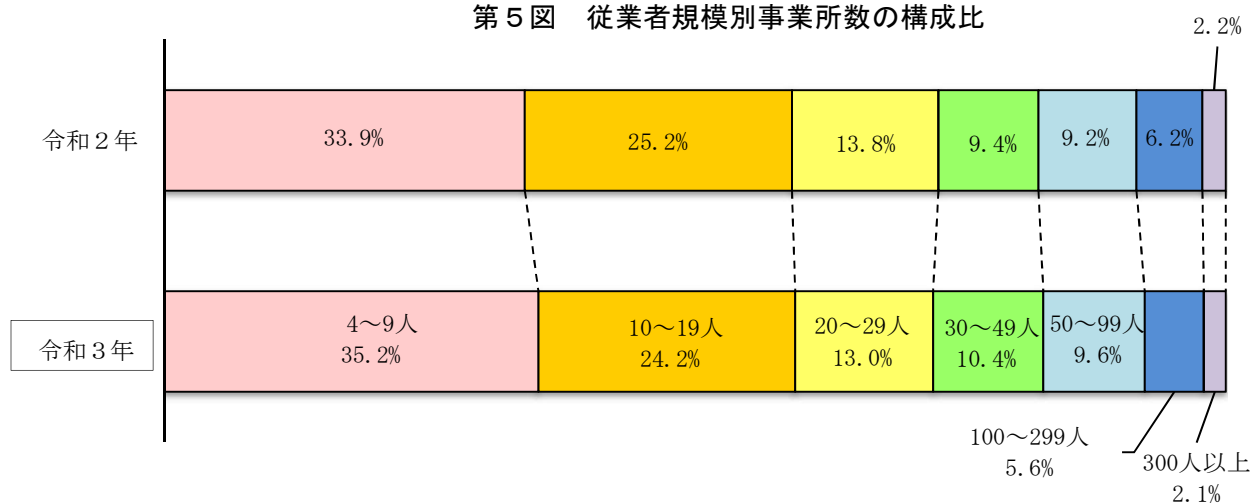 第５図　従業者規模別事業所数の構成比
2.2%
令和２年
33.9%
25.2%
13.8%
9.4%
9.2%
6.2%
令和３年
4～9人
35.2%
10～19人
24.2%
20～29人
13.0%
30～49人
10.4%
50～99人
9.6%
100～299人
5.6%
300人以上
2.1%